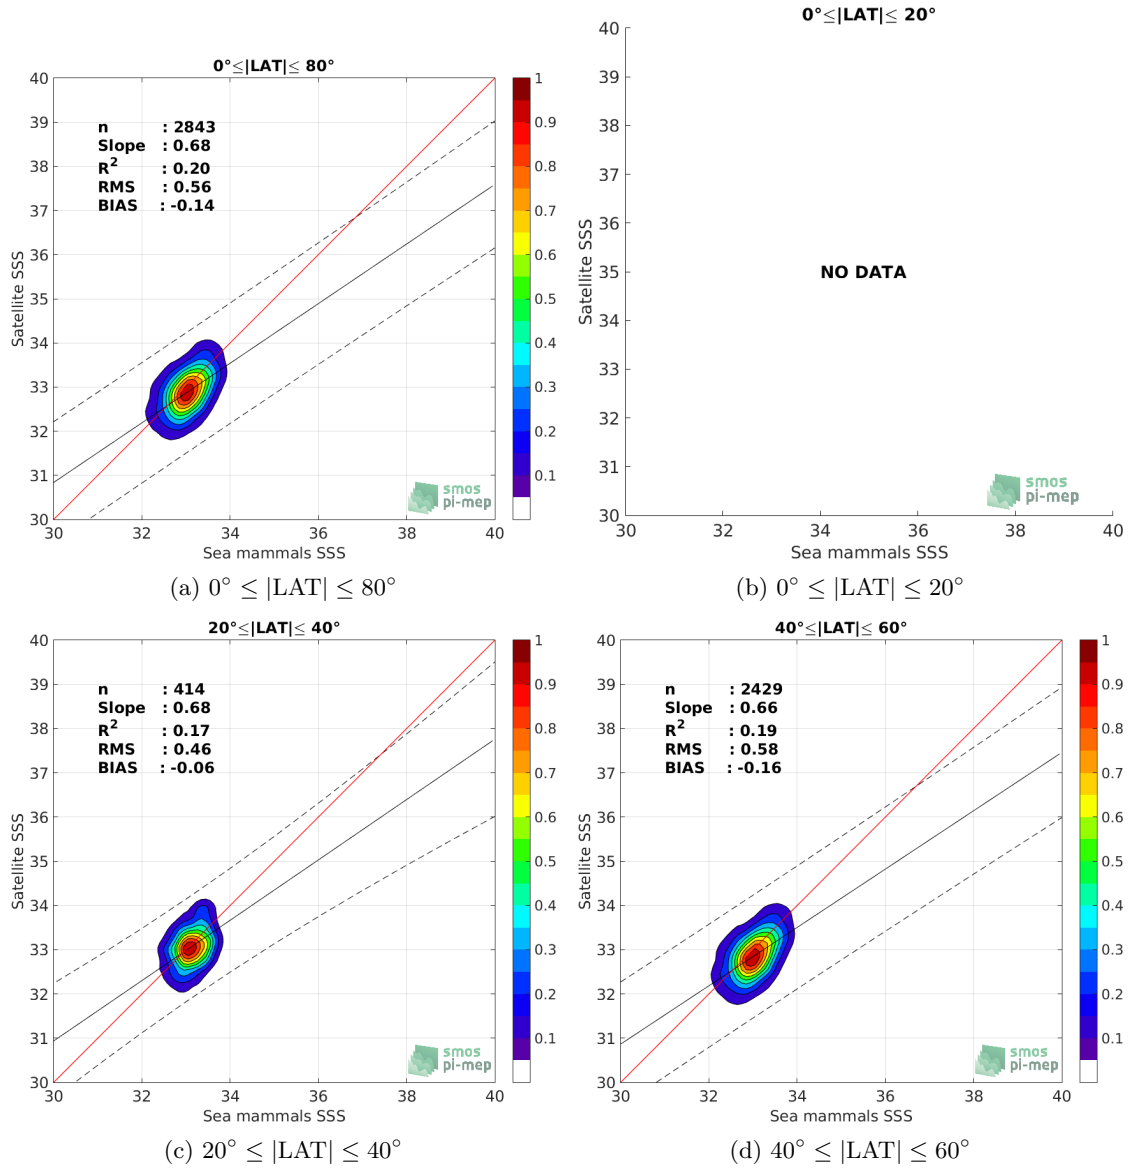 0°≤|LAT|≤ 80°
40
39
38
37
36
35
34
33
32
31
30
Satellite SSS
n : 2843
Slope : 0.68
R² : 0.20
RMS : 0.56
BIAS : -0.14
30 32 34 36 38 40
Sea mammals SSS
1
0.9
0.8
0.7
0.6
0.5
0.4
0.3
0.2
0.1
smos
pi-mep
(a) 0° ≤ |LAT| ≤ 80°
0°≤|LAT|≤ 20°
40
39
38
37
36
35
34
33
32
31
30
Satellite SSS
NO DATA
smos
pi-mep
30 32 34 36 38 40
Sea mammals SSS
(b) 0° ≤ |LAT| ≤ 20°
20°≤|LAT|≤ 40°
40
39
38
37
36
35
34
33
32
31
30
Satellite SSS
n : 414
Slope : 0.68
R² : 0.17
RMS : 0.46
BIAS : -0.06
smos
pi-mep
30 32 34 36 38 40
Sea mammals SSS
1
0.9
0.8
0.7
0.6
0.5
0.4
0.3
0.2
0.1
(c) 20° ≤ |LAT| ≤ 40°
40°≤|LAT|≤ 60°
40
39
38
37
36
35
34
33
32
31
30
Satellite SSS
n : 2429
Slope : 0.66
R² : 0.19
RMS : 0.58
BIAS : -0.16
smos
pi-mep
30 32 34 36 38 40
Sea mammals SSS
1
0.9
0.8
0.7
0.6
0.5
0.4
0.3
0.2
0.1
(d) 40° ≤ |LAT| ≤ 60°